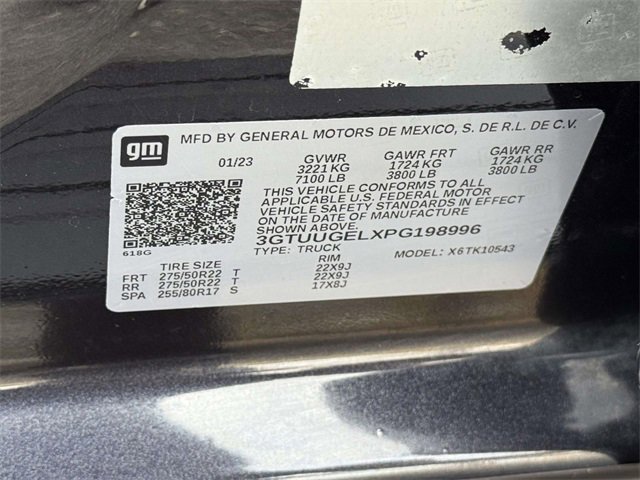 gm
MFD BY GENERAL MOTORS DE MEXICO, S. DE R.L. DE C.V.
01/23 GVWR GAWR FRT GAWR RR
3221 KG 1724 KG 1724 KG
7100 LB 3800 LB 3800 LB
THIS VEHICLE CONFORMS TO ALL
APPLICABLE U.S. FEDERAL MOTOR
VEHICLE SAFETY STANDARDS IN EFFECT
ON THE DATE OF MANUFACTURE SHOWN ABOVE.
3GTUUGELXPG198996
618G
TYPE: TRUCK MODEL: X6TK10543
TIRE SIZE RIM
FRT 275/50R22 T 22X9J
RR 275/50R22 T 22X9J
SPA 255/80R17 S 17X8J